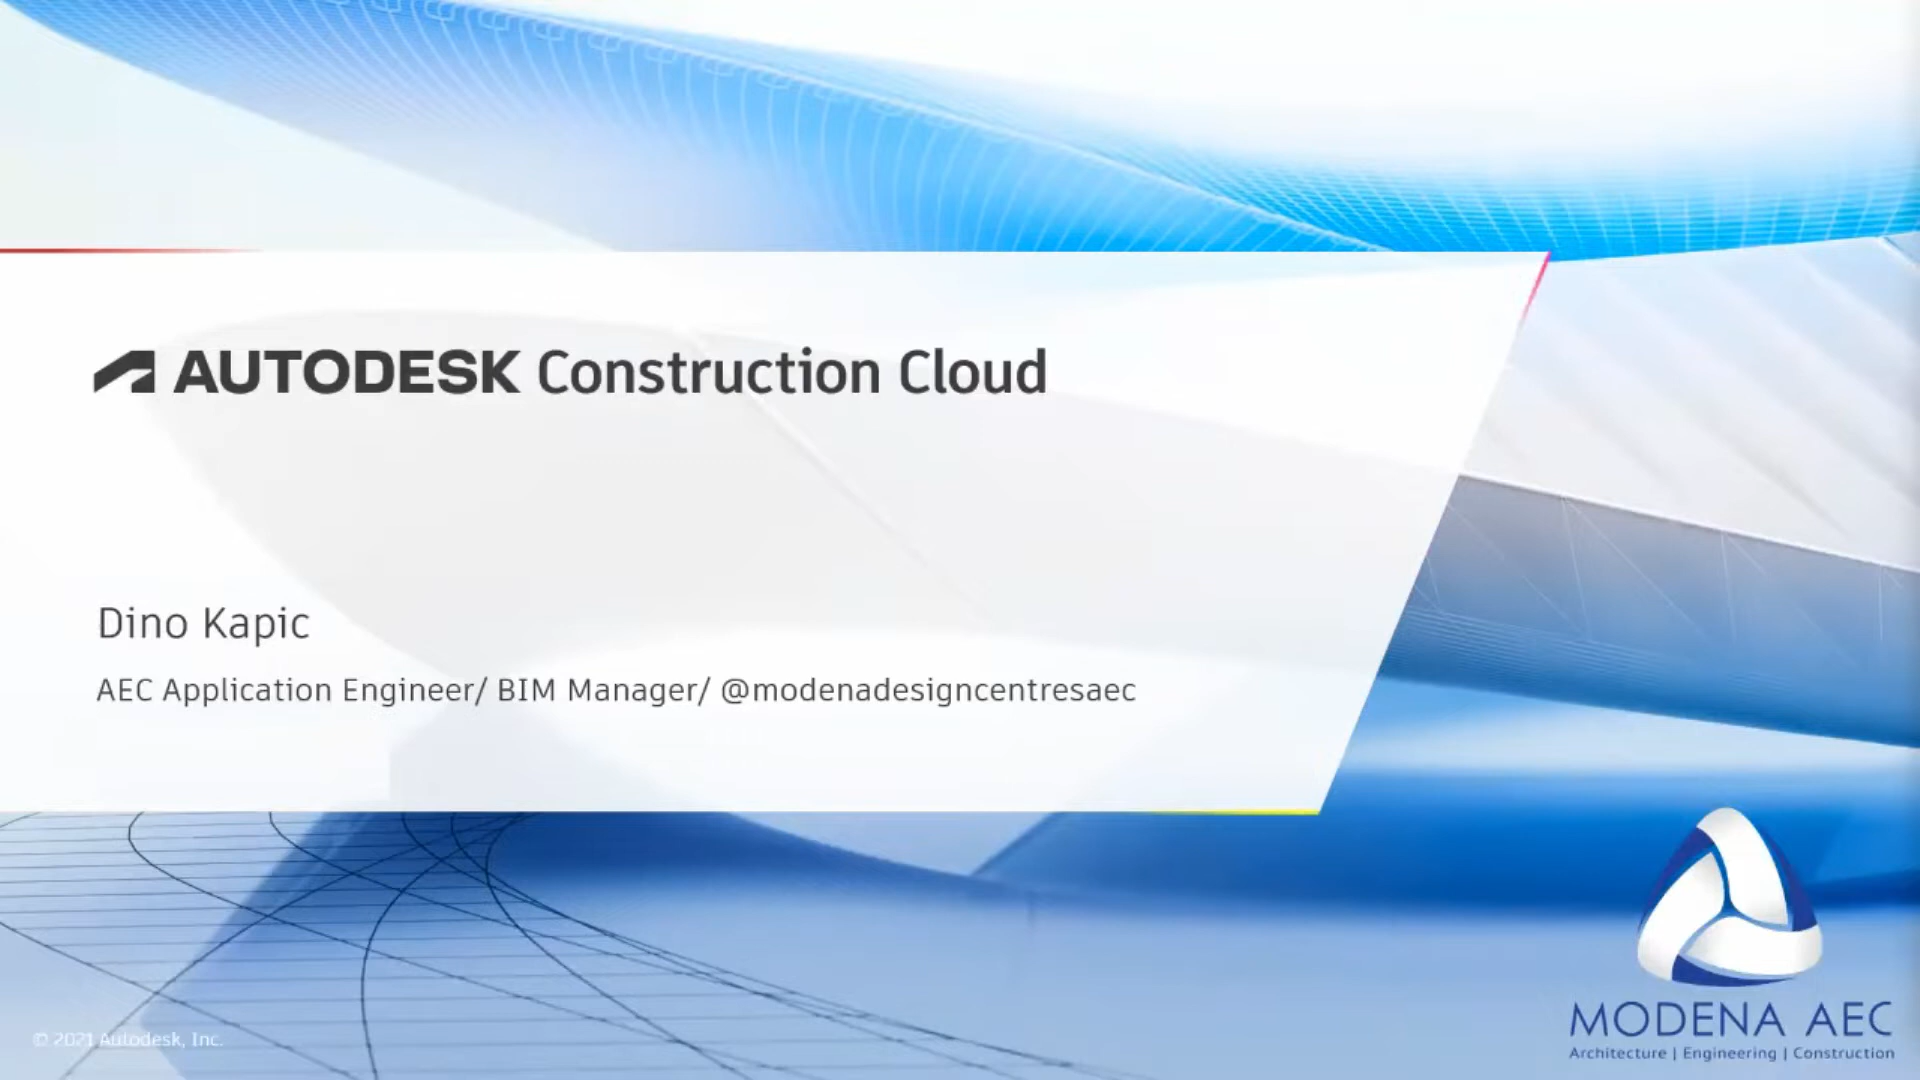 AUTODESK Construction Cloud
Dino Kapic
AEC Application Engineer/ BIM Manager/ @modenadesigncentresaec
© 2021 Autodesk, Inc.
MODENA AEC
Architecture | Engineering | Construction